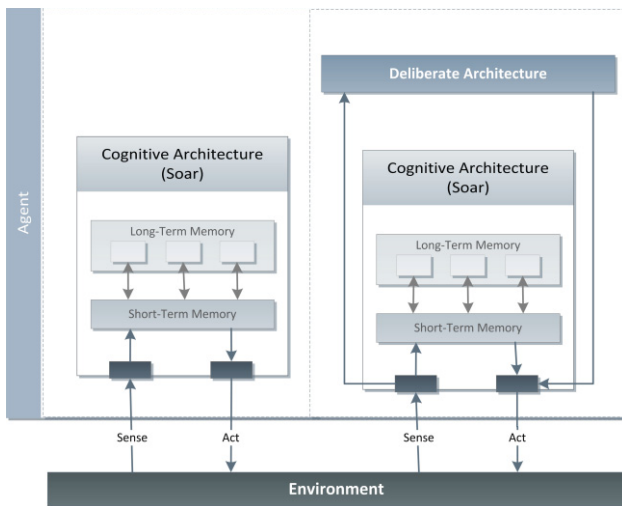 Agent
Cognitive Architecture
(Soar)
Long-Term Memory
Short-Term Memory
Sense
Act
Deliberate Architecture
Cognitive Architecture
(Soar)
Long-Term Memory
Short-Term Memory
Sense
Act
Environment